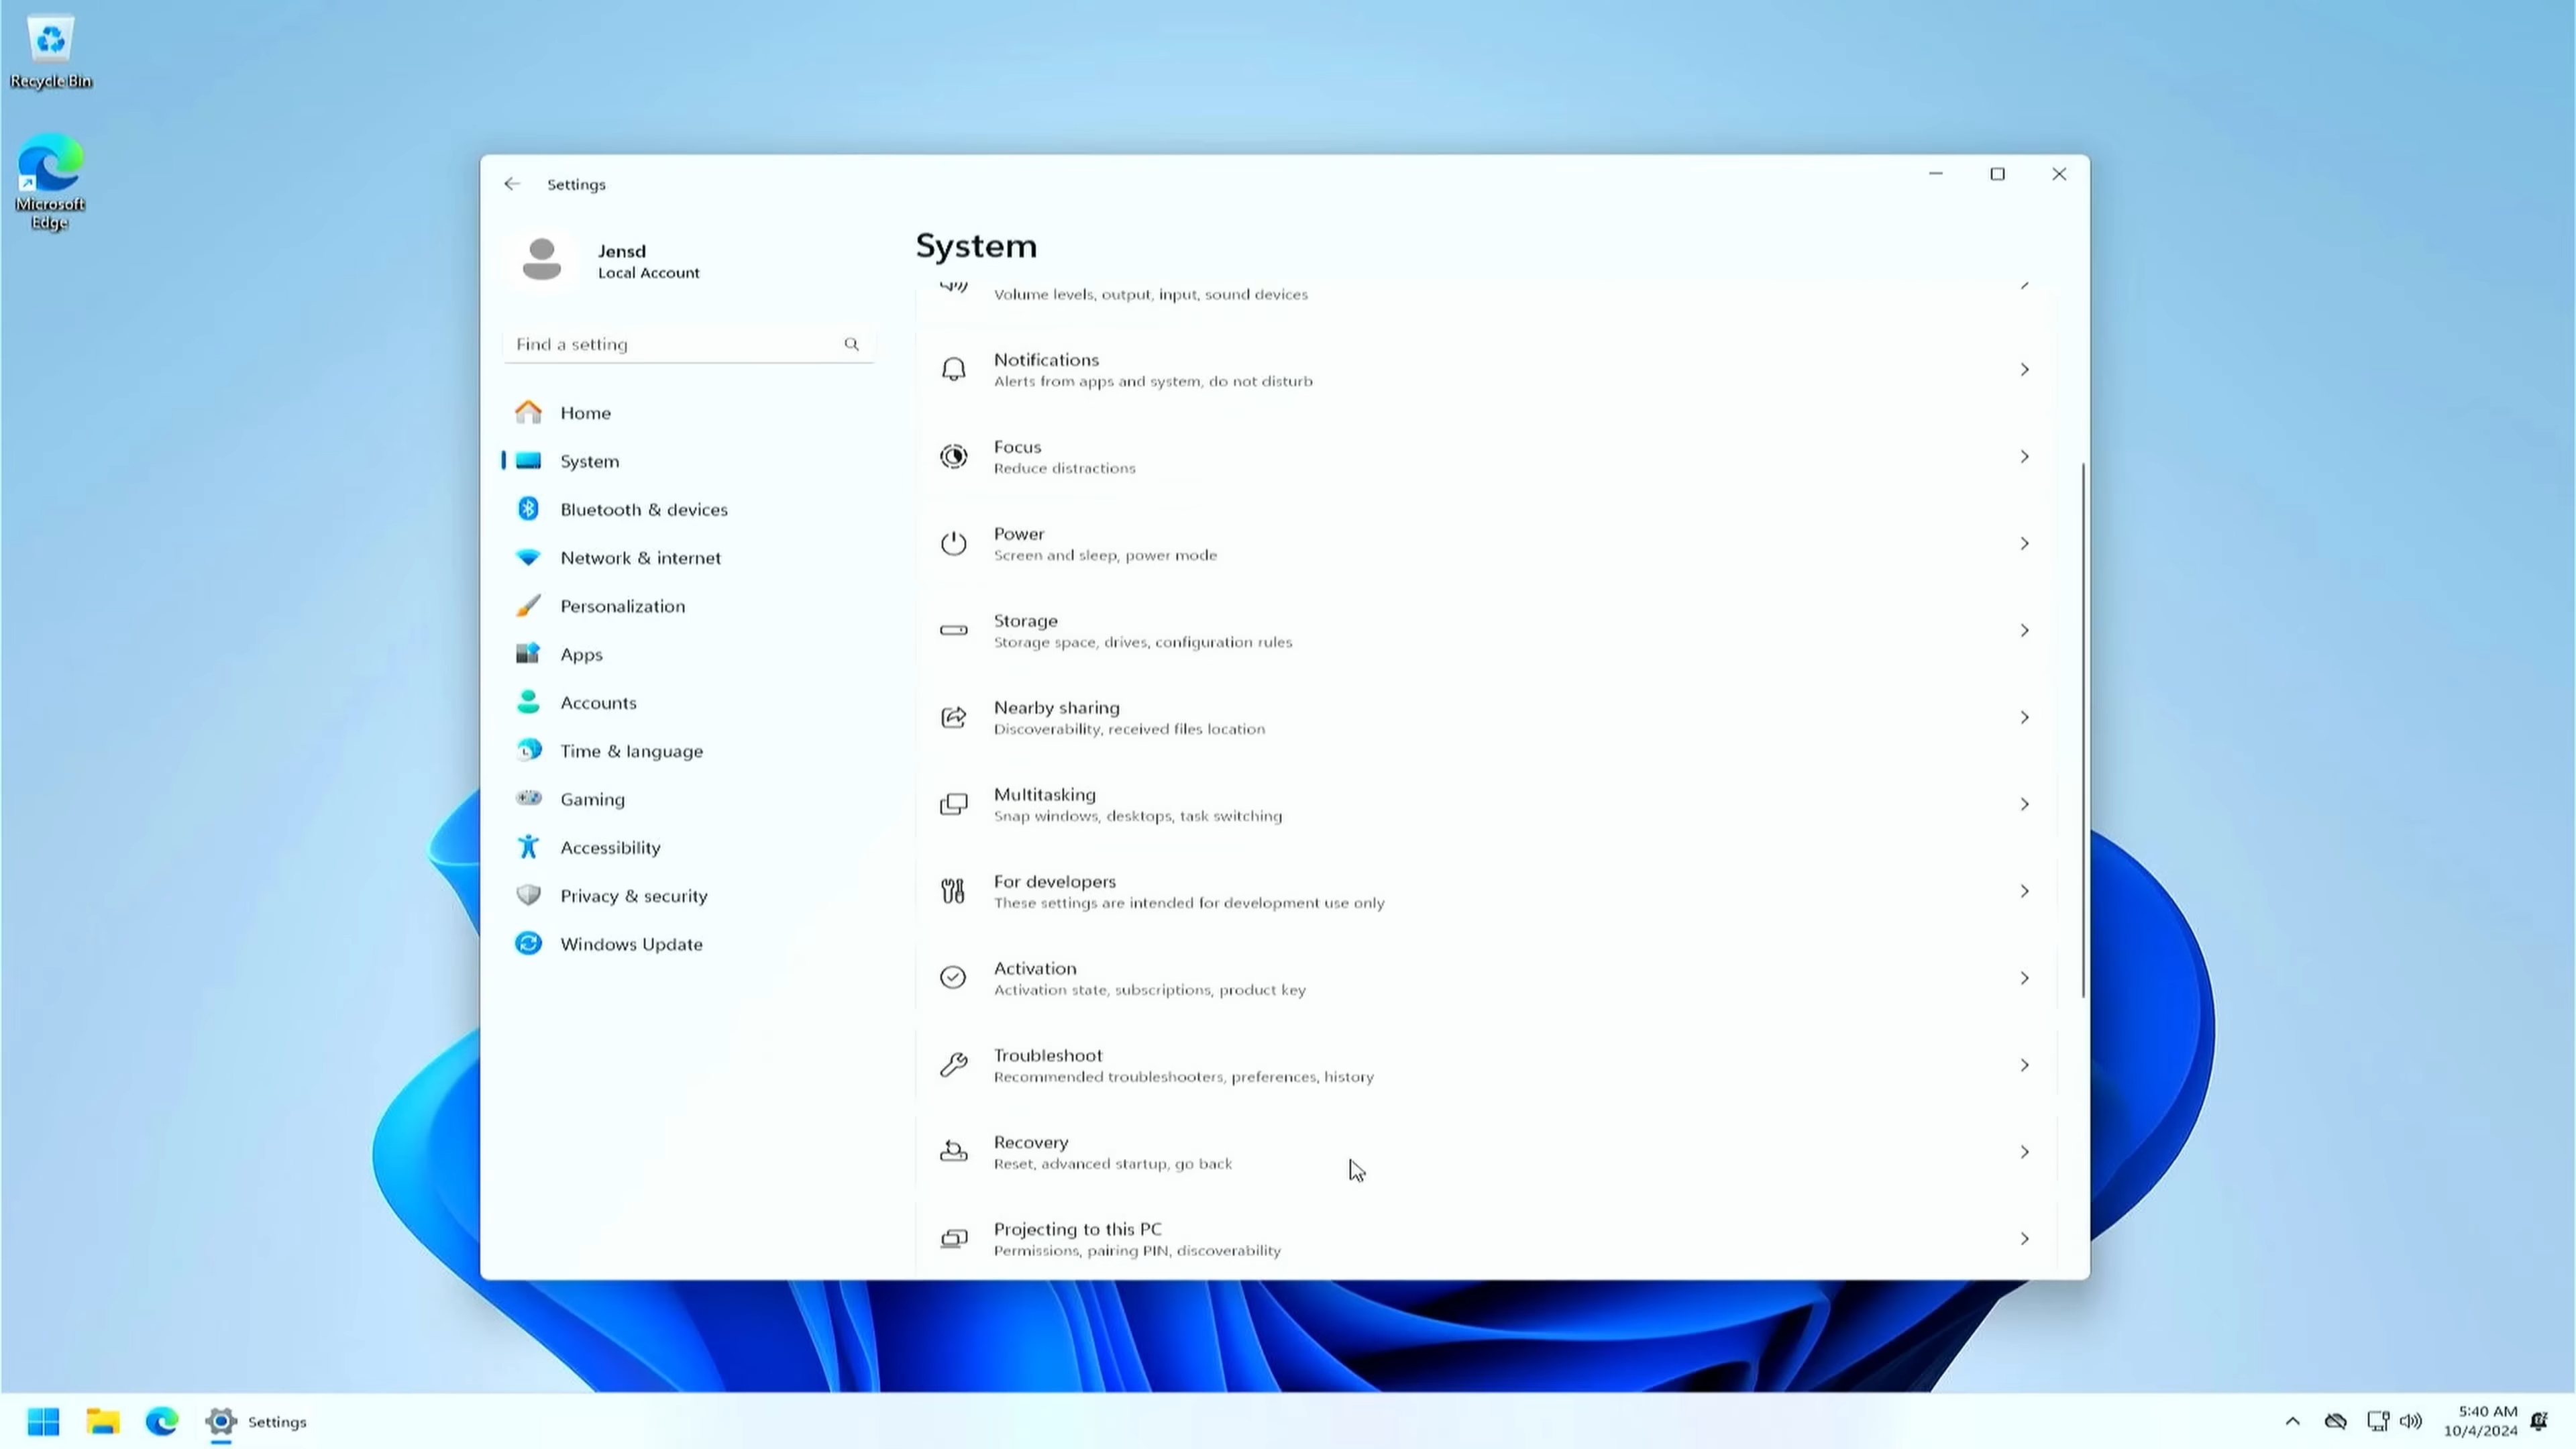 Recycle Bin
Microsoft
Edge
Settings
Jensd
Local Account
Find a setting
Home
System
Bluetooth & devices
Network & internet
Personalization
Apps
Accounts
Time & language
Gaming
Accessibility
Privacy & security
Windows Update
System
Volume levels, output, input, sound devices
Notifications
Alerts from apps and system, do not disturb
Focus
Reduce distractions
Power
Screen and sleep, power mode
Storage
Storage space, drives, configuration rules
Nearby sharing
Discoverability, received files location
Multitasking
Snap windows, desktops, task switching
For developers
These settings are intended for development use only
Activation
Activation state, subscriptions, product key
Troubleshoot
Recommended troubleshooters, preferences, history
Recovery
Reset, advanced startup, go back
Projecting to this PC
Permissions, pairing PIN, discoverability
Settings
5:40 AM
10/4/2024